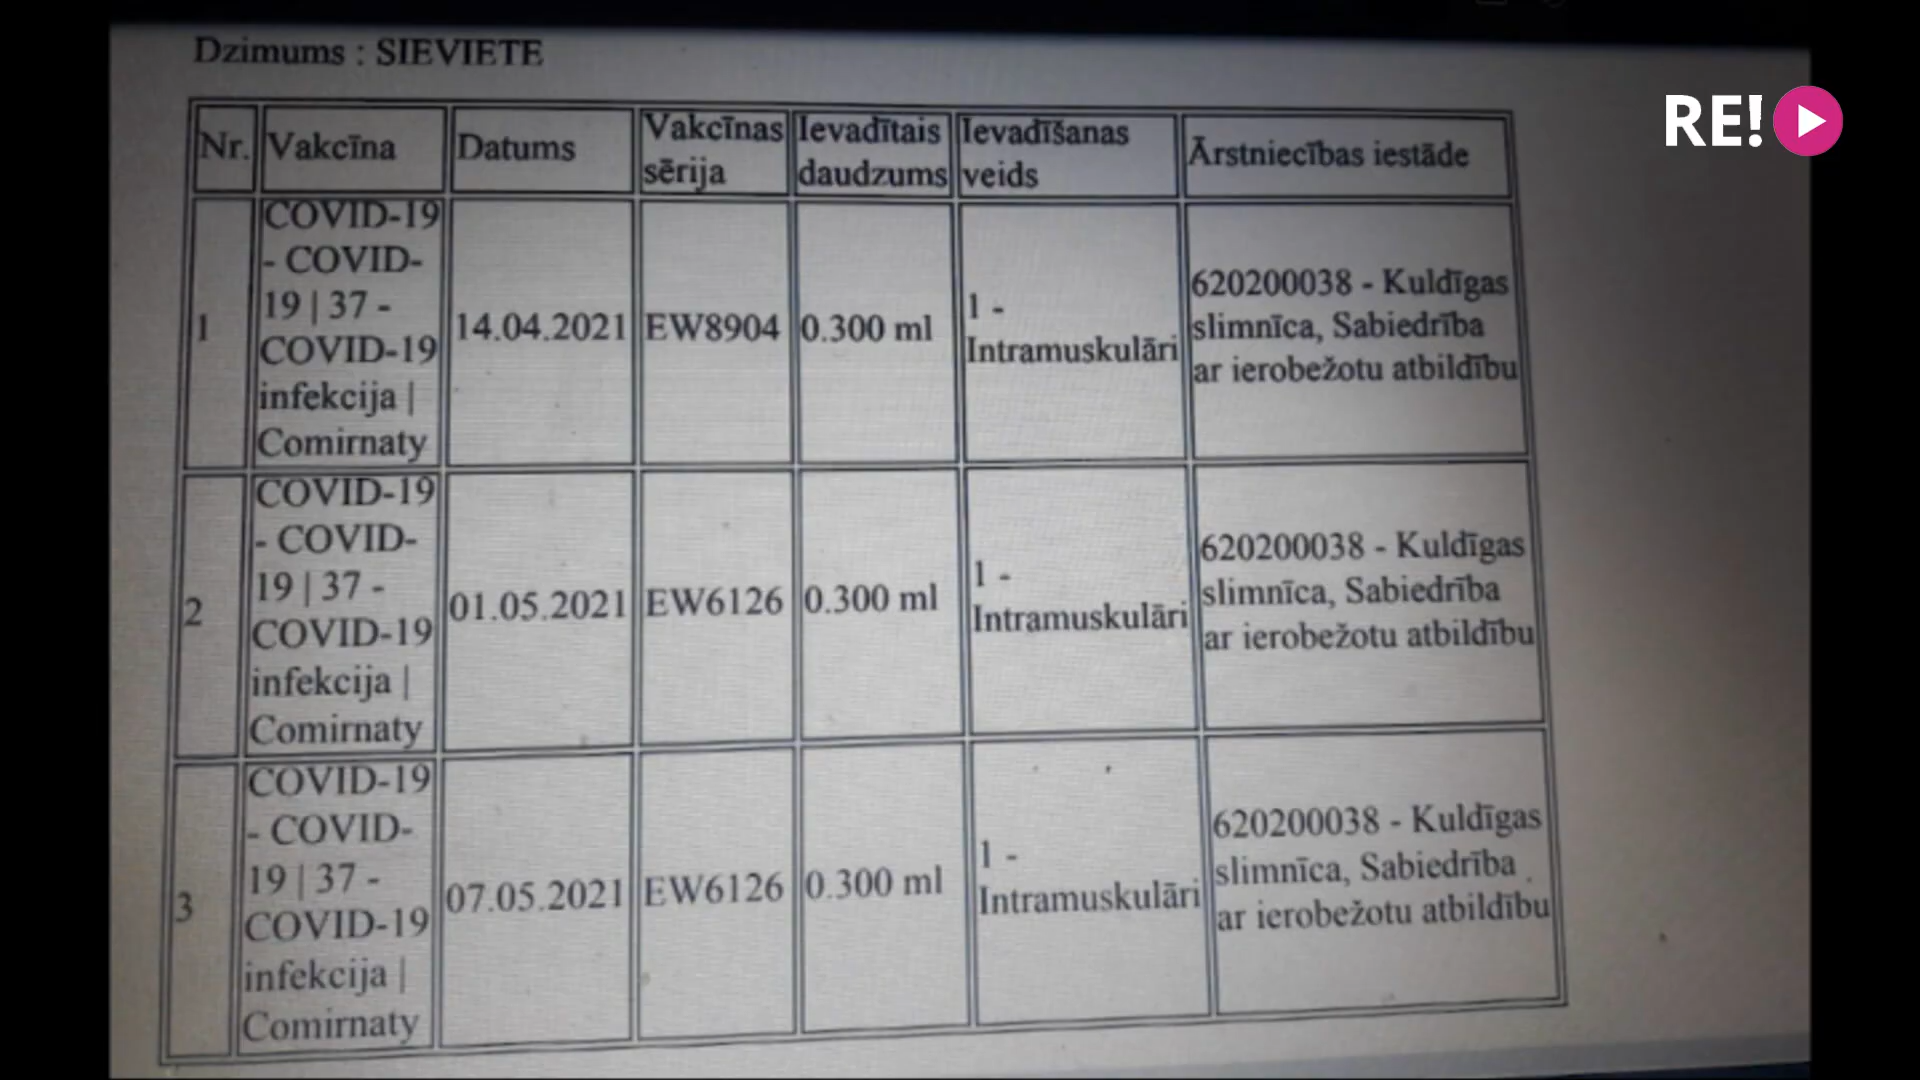 Dzimums : SIEVIETE
RE!
Nr.
Vakcīna
Datums
Vakcīnas
sērija
Ievadītais
daudzums
Ievadīšanas
veids
Ārstniecības iestāde
1
COVID-19
- COVID-
19 | 37 -
COVID-19
infekcija |
Comirnaty
14.04.2021
EW8904
0.300 ml
1 -
Intramuskulāri
620200038 - Kuldīgas
slimnīca, Sabiedrība
ar ierobežotu atbildību
2
COVID-19
- COVID-
19 | 37 -
COVID-19
infekcija |
Comirnaty
01.05.2021
EW6126
0.300 ml
1 -
Intramuskulāri
620200038 - Kuldīgas
slimnīca, Sabiedrība
ar ierobežotu atbildību
3
COVID-19
- COVID-
19 | 37 -
COVID-19
infekcija |
Comirnaty
07.05.2021
EW6126
0.300 ml
1 -
Intramuskulāri
620200038 - Kuldīgas
slimnīca, Sabiedrība
ar ierobežotu atbildību